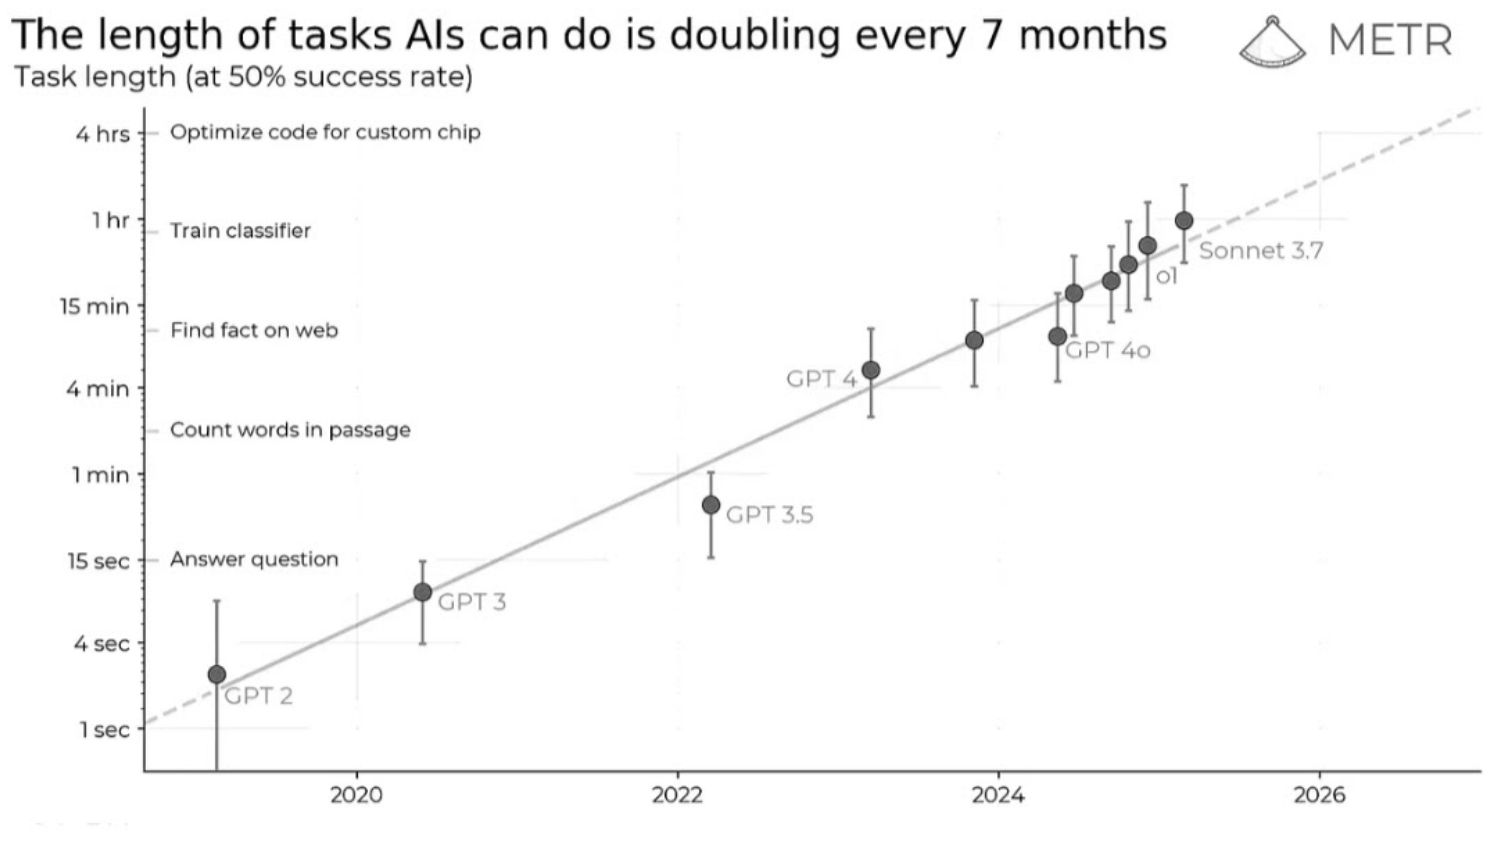 The length of tasks AIs can do is doubling every 7 months
METR
Task length (at 50% success rate)
4 hrs
Optimize code for custom chip
1 hr
Train classifier
Sonnet 3.7
o1
15 min
Find fact on web
GPT 4o
4 min
GPT 4
Count words in passage
1 min
GPT 3.5
15 sec
Answer question
GPT 3
4 sec
GPT 2
1 sec
2020
2022
2024
2026